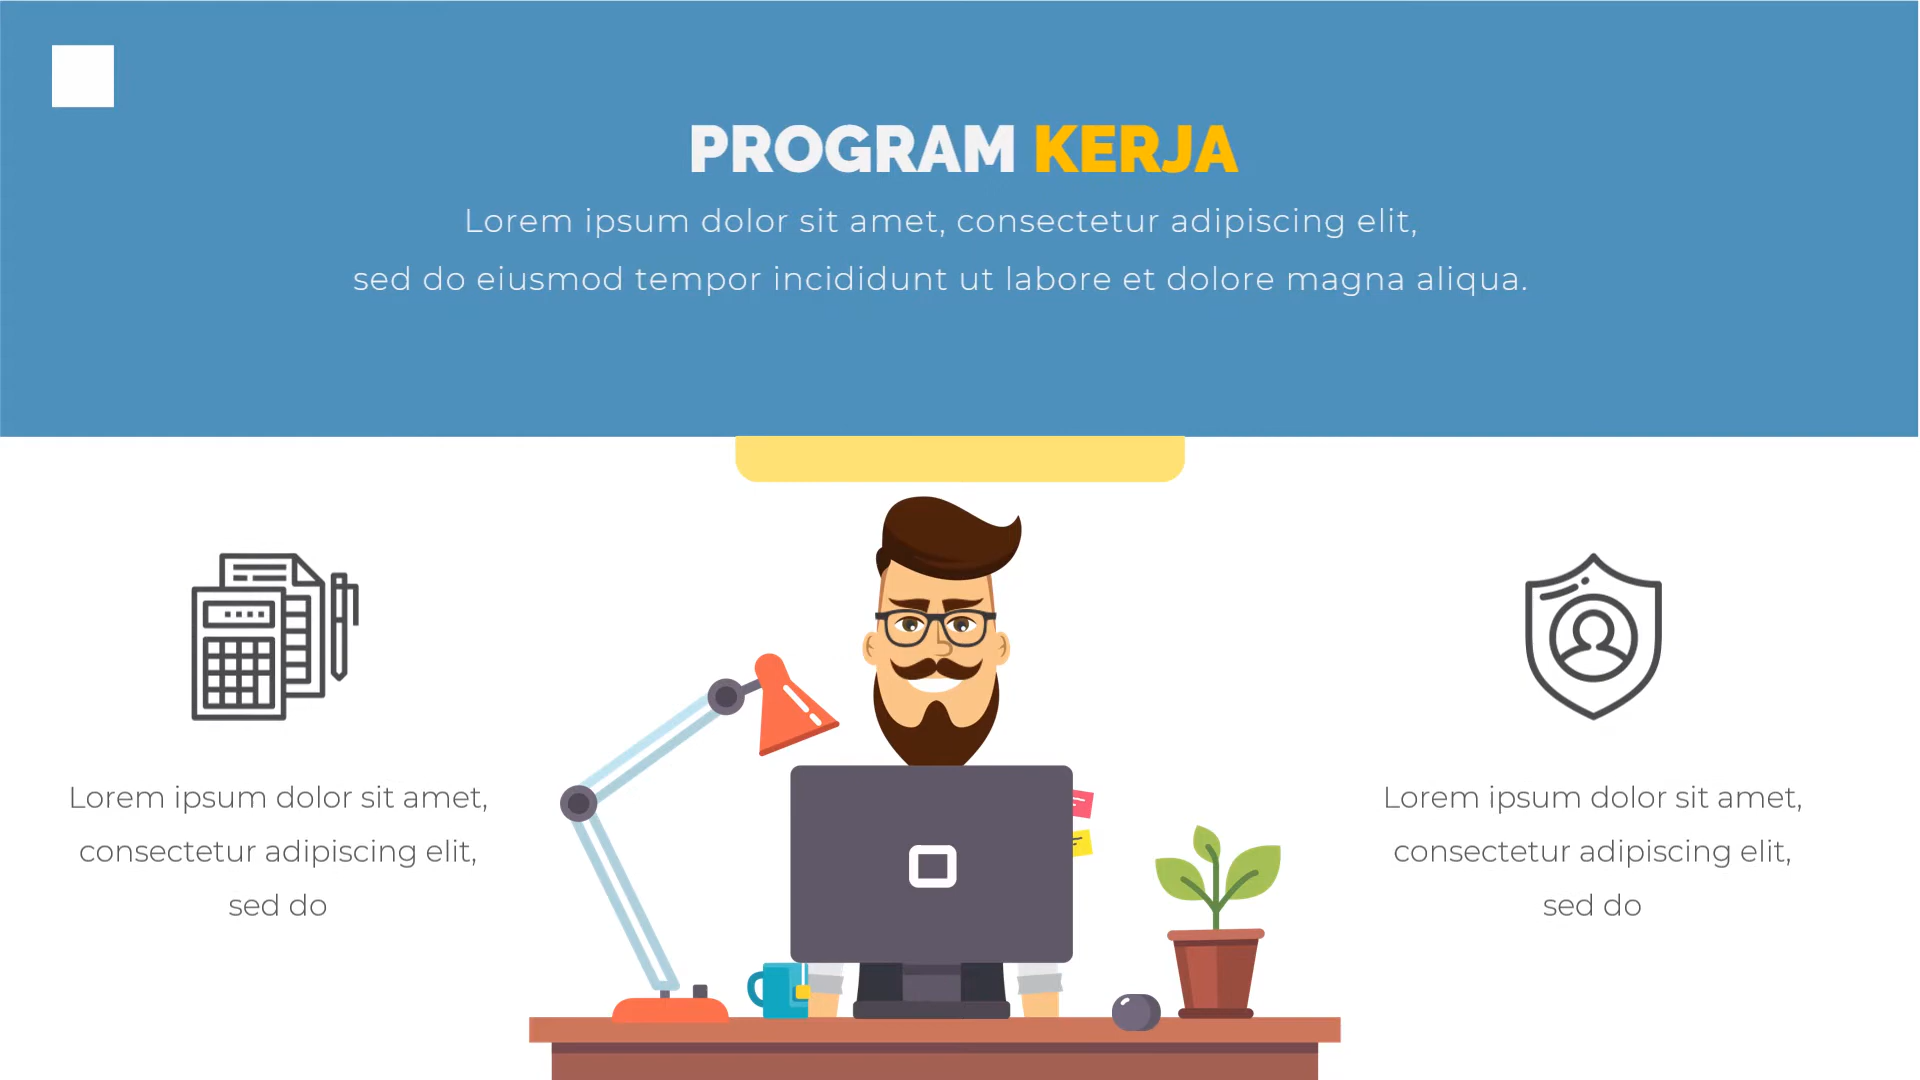 PROGRAM KERJA
Lorem ipsum dolor sit amet, consectetur adipiscing elit,
sed do eiusmod tempor incididunt ut labore et dolore magna aliqua.
Lorem ipsum dolor sit amet,
consectetur adipiscing elit,
sed do
Lorem ipsum dolor sit amet,
consectetur adipiscing elit,
sed do